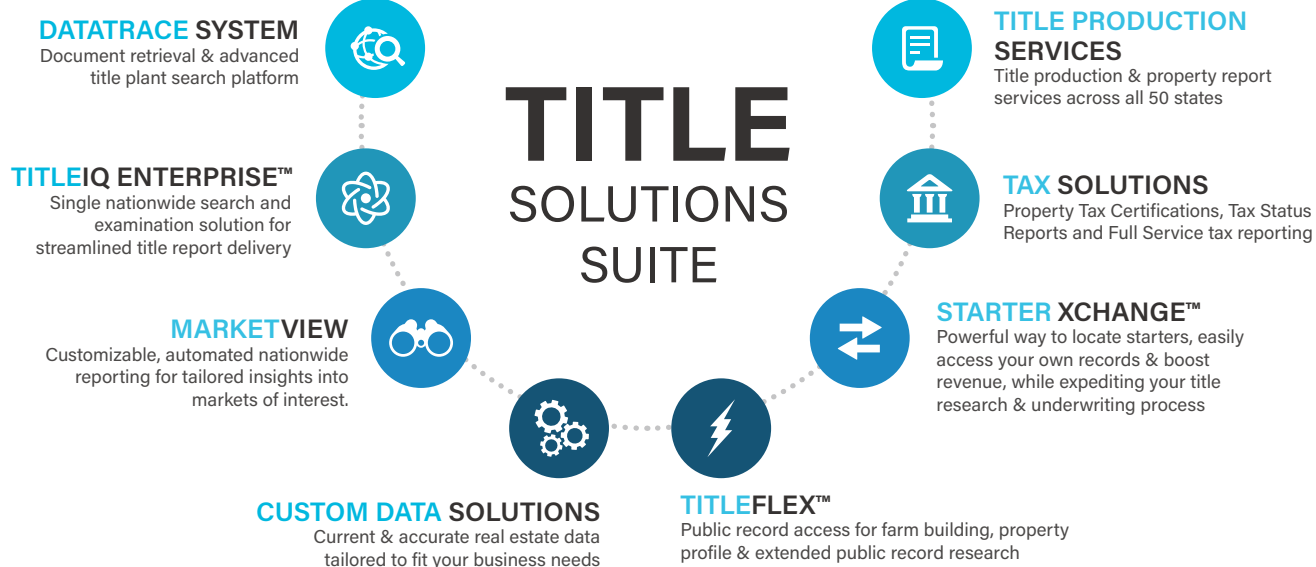 DATATRACE SYSTEM
Document retrieval & advanced
title plant search platform
TITLEIQ ENTERPRISE™
Single nationwide search and
examination solution for
streamlined title report delivery
MARKETVIEW
Customizable, automated nationwide
reporting for tailored insights into
markets of interest.
CUSTOM DATA SOLUTIONS
Current & accurate real estate data
tailored to fit your business needs
TITLE
SOLUTIONS
SUITE
TITLE PRODUCTION
SERVICES
Title production & property report
services across all 50 states
TAX SOLUTIONS
Property Tax Certifications, Tax Status
Reports and Full Service tax reporting
STARTER XCHANGE™
Powerful way to locate starters, easily
access your own records & boost
revenue, while expediting your title
research & underwriting process
TITLEFLEX™
Public record access for farm building, property
profile & extended public record research